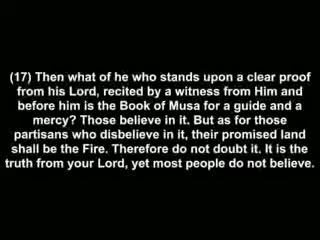 (17) Then what of he who stands upon a clear proof
from his Lord, recited by a witness from Him and
before him is the Book of Musa for a guide and a
mercy? Those believe in it. But as for those
partisans who disbelieve in it, their promised land
shall be the Fire. Therefore do not doubt it. It is the
truth from your Lord, yet most people do not believe.